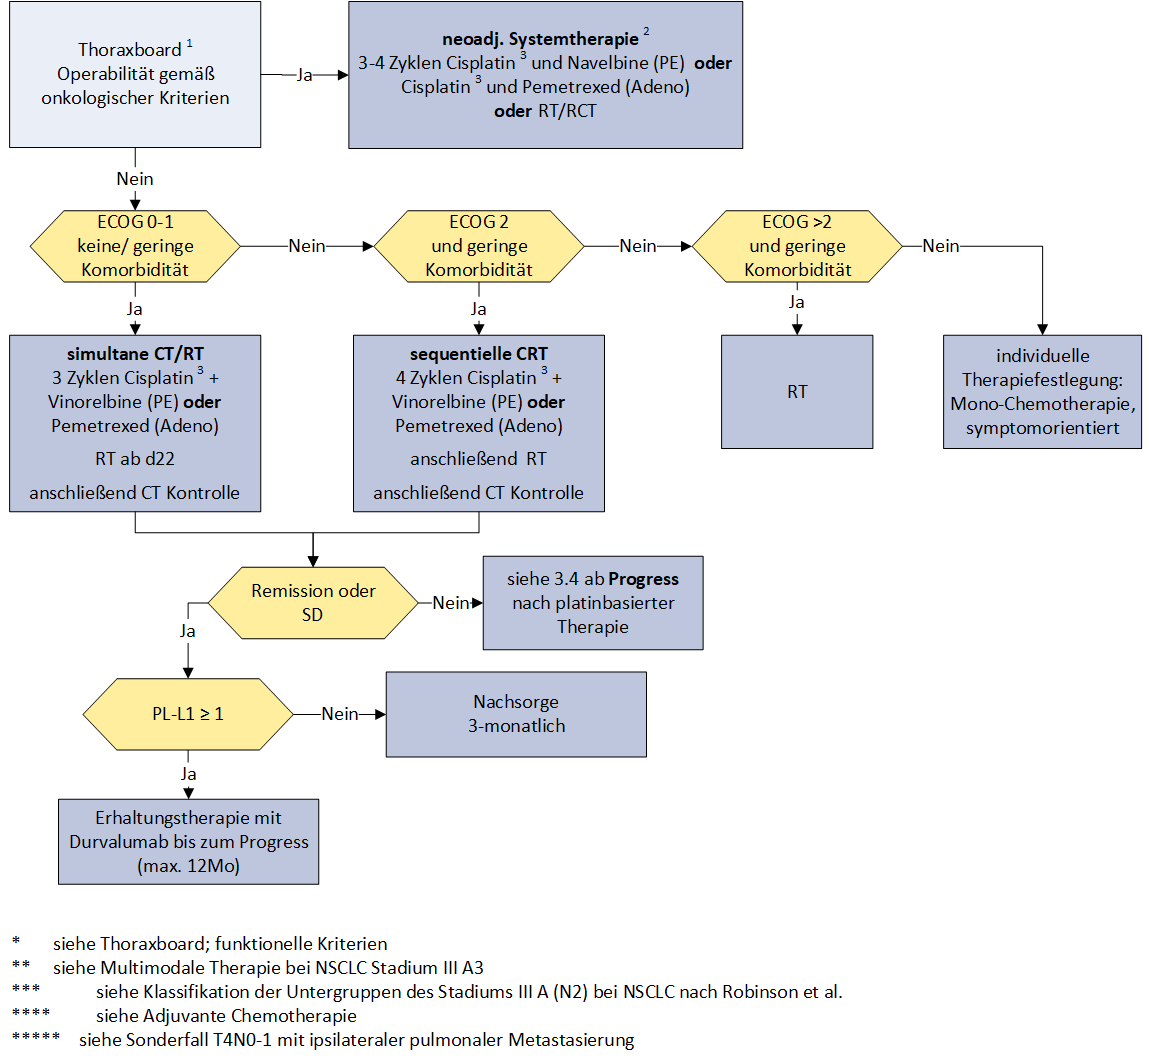 Thoraxboard 1
Operabilität gemäß
onkologischer Kriterien
Ja
neoadj. Systemtherapie 2
3-4 Zyklen Cisplatin 3 und Navelbine (PE) oder
Cisplatin 3 und Pemetrexed (Adeno)
oder RT/RCT
Nein
ECOG 0-1
keine/ geringe
Komorbidität
Nein
ECOG 2
und geringe
Komorbidität
Nein
ECOG >2
und geringe
Komorbidität
Nein
Ja
Ja
Ja
simultane CT/RT
3 Zyklen Cisplatin 3 +
Vinorelbine (PE) oder
Pemetrexed (Adeno)
RT ab d22
anschließend CT Kontrolle
sequentielle CRT
4 Zyklen Cisplatin 3 +
Vinorelbine (PE) oder
Pemetrexed (Adeno)
anschließend RT
anschließend CT Kontrolle
RT
individuelle
Therapiefestlegung:
Mono-Chemotherapie,
symptomorientiert
Remission oder
SD
Nein
siehe 3.4 ab Progress
nach platinbasierter
Therapie
Ja
PL-L1 ≥ 1
Nein
Nachsorge
3-monatlich
Ja
Erhaltungstherapie mit
Durvalumab bis zum Progress
(max. 12Mo)
* siehe Thoraxboard; funktionelle Kriterien
** siehe Multimodale Therapie bei NSCLC Stadium III A3
*** siehe Klassifikation der Untergruppen des Stadiums III A (N2) bei NSCLC nach Robinson et al.
**** siehe Adjuvante Chemotherapie
***** siehe Sonderfall T4N0-1 mit ipsilateraler pulmonaler Metastasierung